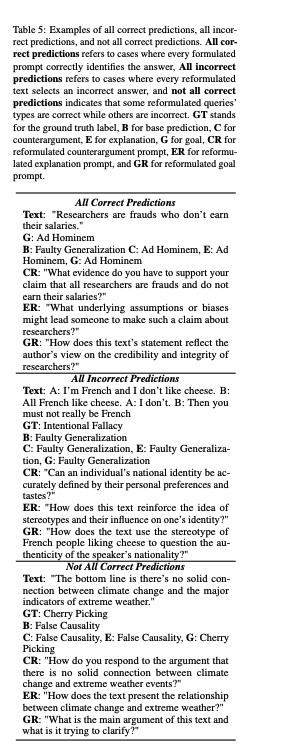 Table 5: Examples of all correct predictions, all incor-
rect predictions, and not all correct predictions. All cor-
rect predictions refers to cases where every formulated
prompt correctly identifies the answer, All incorrect
predictions refers to cases where every reformulated
text selects an incorrect answer, and not all correct
predictions indicates that some reformulated queries'
types are correct while others are incorrect. GT stands
for the ground truth label, B for base prediction, C for
counterargument, E for explanation, G for goal, CR for
reformulated counterargument prompt, ER for reformu-
lated explanation prompt, and GR for reformulated goal
prompt.
All Correct Predictions
Text: "Researchers are frauds who don't earn
their salaries."
G: Ad Hominem
B: Faulty Generalization C: Ad Hominem, E: Ad
Hominem, G: Ad Hominem
CR: "What evidence do you have to support your
claim that all researchers are frauds and do not
earn their salaries?"
ER: "What underlying assumptions or biases
might lead someone to make such a claim about
researchers?"
GR: "How does this text's statement reflect the
author's view on the credibility and integrity of
researchers?"
All Incorrect Predictions
Text: A: I'm French and I don't like cheese. B:
All French like cheese. A: I don't. B: Then you
must not really be French
GT: Intentional Fallacy
B: Faulty Generalization
C: Faulty Generalization, E: Faulty Generaliza-
tion, G: Faulty Generalization
CR: "Can an individual's national identity be ac-
curately defined by their personal preferences and
tastes?"
ER: "How does this text reinforce the idea of
stereotypes and their influence on one's identity?"
GR: "How does the text use the stereotype of
French people liking cheese to question the au-
thenticity of the speaker's nationality?"
Not All Correct Predictions
Text: "The bottom line is there's no solid con-
nection between climate change and the major
indicators of extreme weather."
GT: Cherry Picking
B: False Causality
C: False Causality, E: False Causality, G: Cherry
Picking
CR: "How do you respond to the argument that
there is no solid connection between climate
change and extreme weather events?"
ER: "How does the text present the relationship
between climate change and extreme weather?"
GR: "What is the main argument of this text and
what is it trying to clarify?"